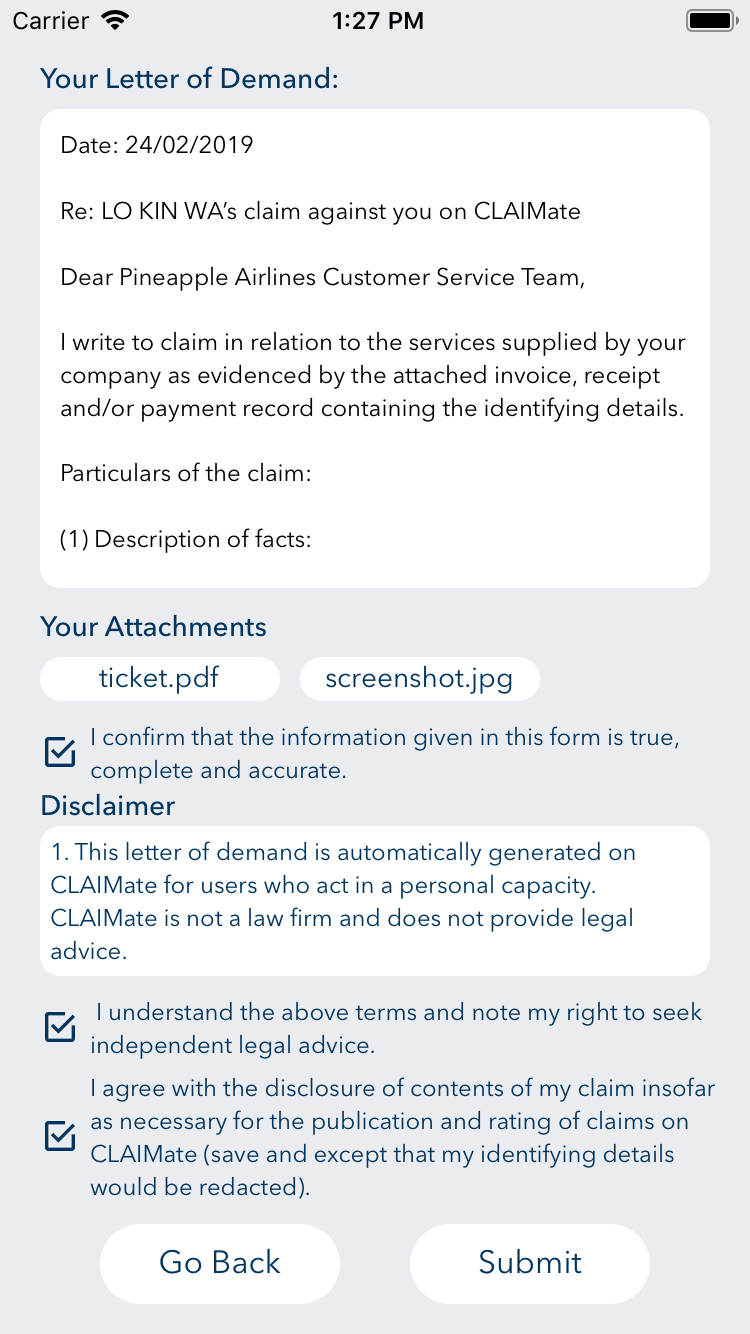 Carrier 1:27 PM
Your Letter of Demand:
Date: 24/02/2019
Re: LO KIN WA’s claim against you on CLAIMate
Dear Pineapple Airlines Customer Service Team,
I write to claim in relation to the services supplied by your
company as evidenced by the attached invoice, receipt
and/or payment record containing the identifying details.
Particulars of the claim:
(1) Description of facts:
Your Attachments
ticket.pdf screenshot.jpg
I confirm that the information given in this form is true,
complete and accurate.
Disclaimer
1. This letter of demand is automatically generated on
CLAIMate for users who act in a personal capacity.
CLAIMate is not a law firm and does not provide legal
advice.
I understand the above terms and note my right to seek
independent legal advice.
I agree with the disclosure of contents of my claim insofar
as necessary for the publication and rating of claims on
CLAIMate (save and except that my identifying details
would be redacted).
Go Back Submit